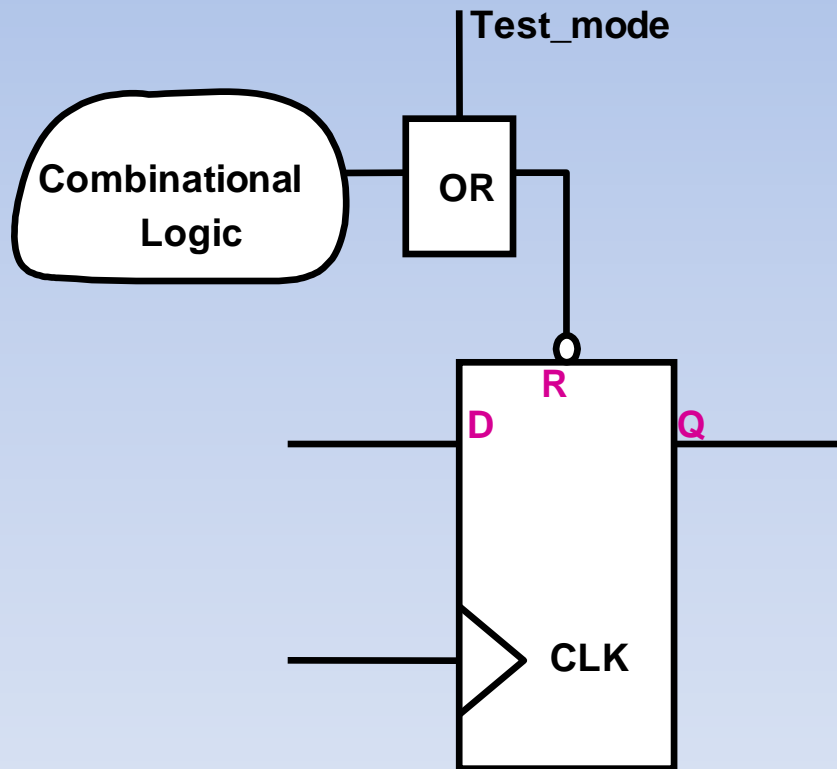 Test_mode
Combinational
Logic
OR
R
D
Q
CLK